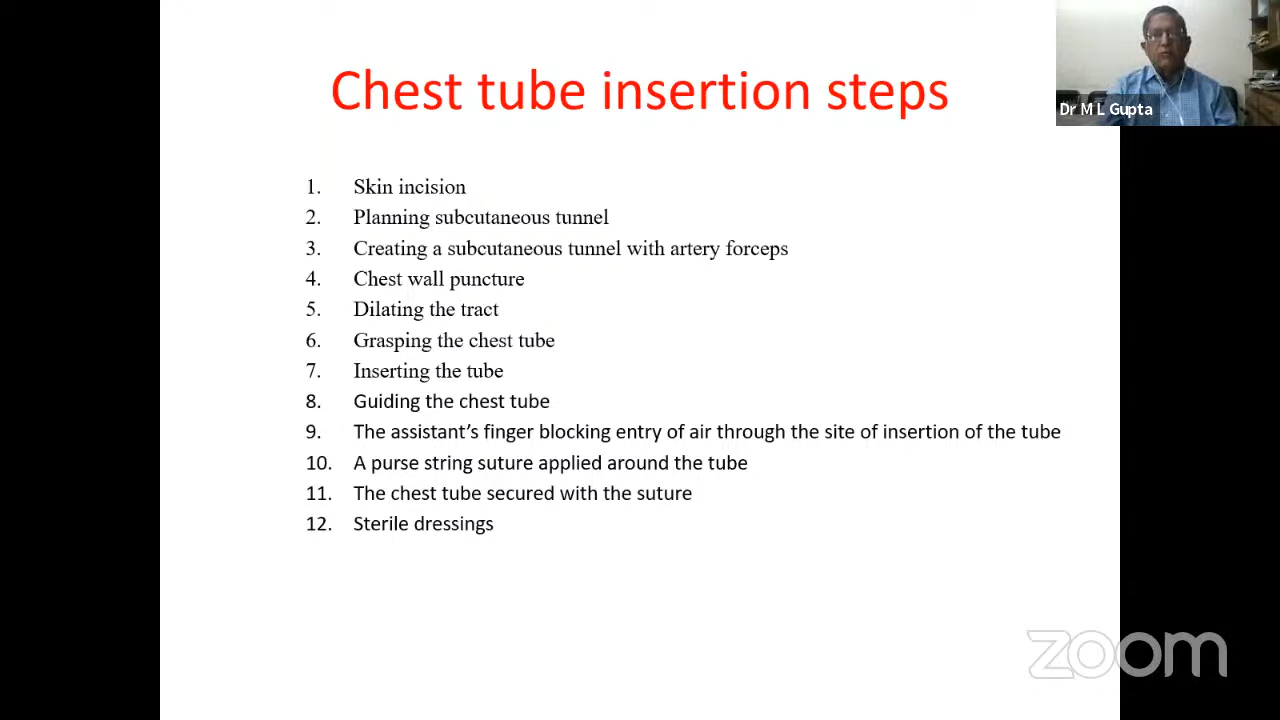 Chest tube insertion steps
Dr M L Gupta
1. Skin incision
2. Planning subcutaneous tunnel
3. Creating a subcutaneous tunnel with artery forceps
4. Chest wall puncture
5. Dilating the tract
6. Grasping the chest tube
7. Inserting the tube
8. Guiding the chest tube
9. The assistant’s finger blocking entry of air through the site of insertion of the tube
10. A purse string suture applied around the tube
11. The chest tube secured with the suture
12. Sterile dressings
zoom